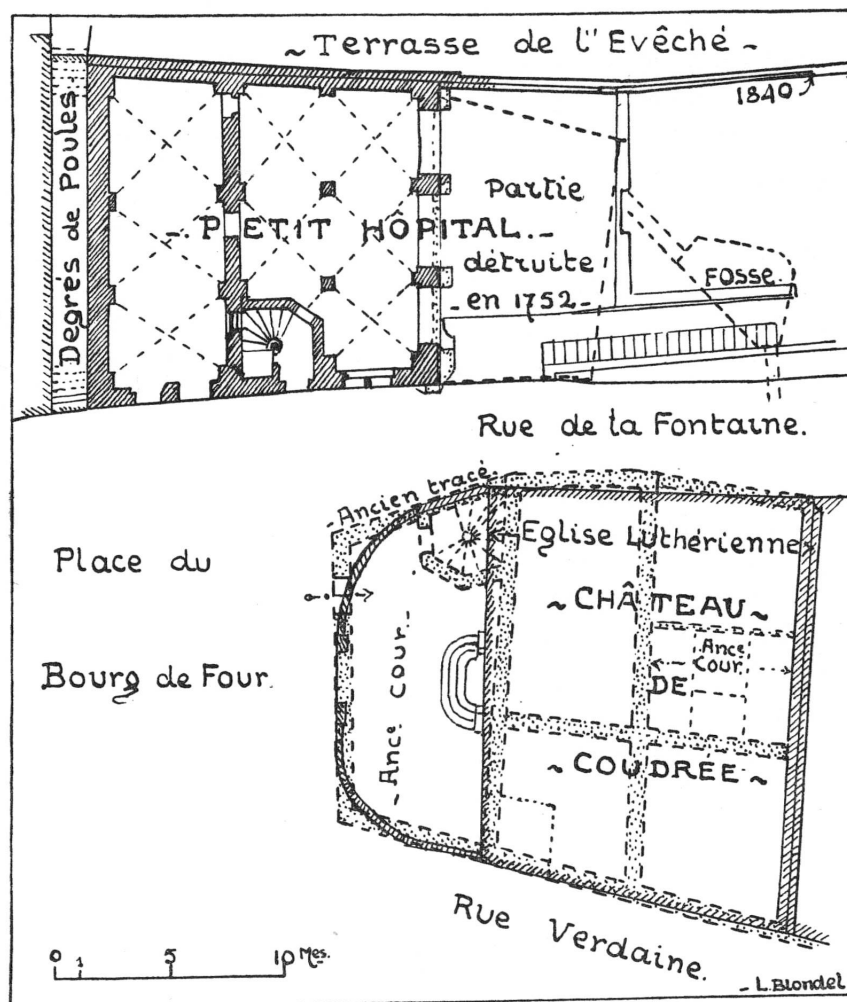 ~ Terrasse de l'Evêché ~
1840
Degrés de Poules
Partie
-. PETIT HÔPITAL.-
détruite
- en 1752 -
FOSSE.
Rue de la Fontaine.
- Ancien tracé.
Eglise Luthérienne
Place du
~ CHÂTEAU ~
Ance
Cour.
Bourg de Four.
DE
- Ance. Cour. -
~ COUDRÉE ~
Rue Verdaine.
0 1 5 10 Mes.
- L. Blondel